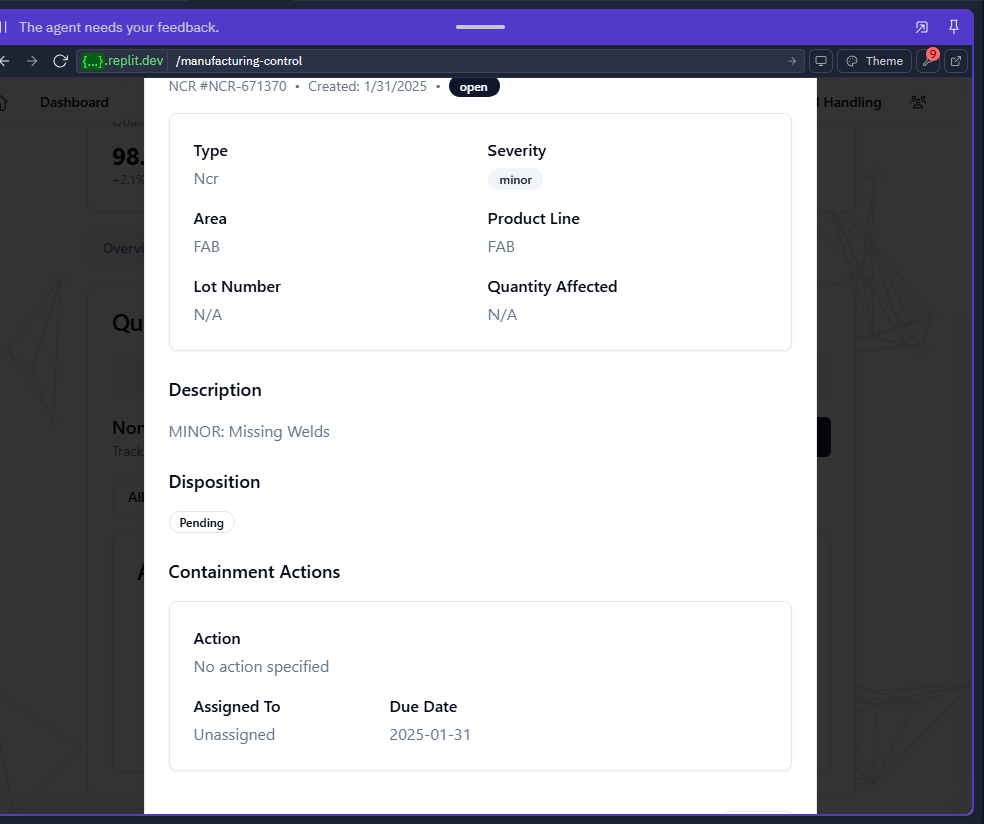 The agent needs your feedback.
{...}.replit.dev /manufacturing-control
Theme
9
Dashboard
Handling
NCR #NCR-671370 • Created: 1/31/2025 • open
98.
+2.1%
Overvi
Qu
Non
Track
All
Type
Ncr
Severity
minor
Area
FAB
Product Line
FAB
Lot Number
N/A
Quantity Affected
N/A
Description
MINOR: Missing Welds
Disposition
Pending
Containment Actions
Action
No action specified
Assigned To
Unassigned
Due Date
2025-01-31